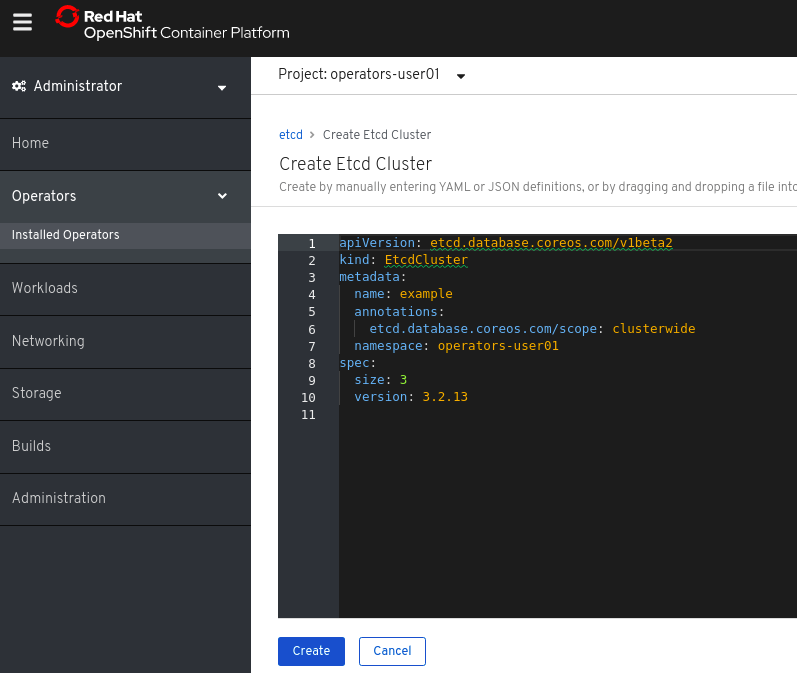 Red Hat
OpenShift Container Platform
Administrator
Home
Operators
Installed Operators
Workloads
Networking
Storage
Builds
Administration
Project: operators-user01
etcd > Create Etcd Cluster
Create Etcd Cluster
Create by manually entering YAML or JSON definitions, or by dragging and dropping a file into
1 apiVersion: etcd.database.coreos.com/v1beta2
2 kind: EtcdCluster
3 metadata:
4   name: example
5   annotations:
6     etcd.database.coreos.com/scope: clusterwide
7   namespace: operators-user01
8 spec:
9   size: 3
10   version: 3.2.13
11
Create Cancel